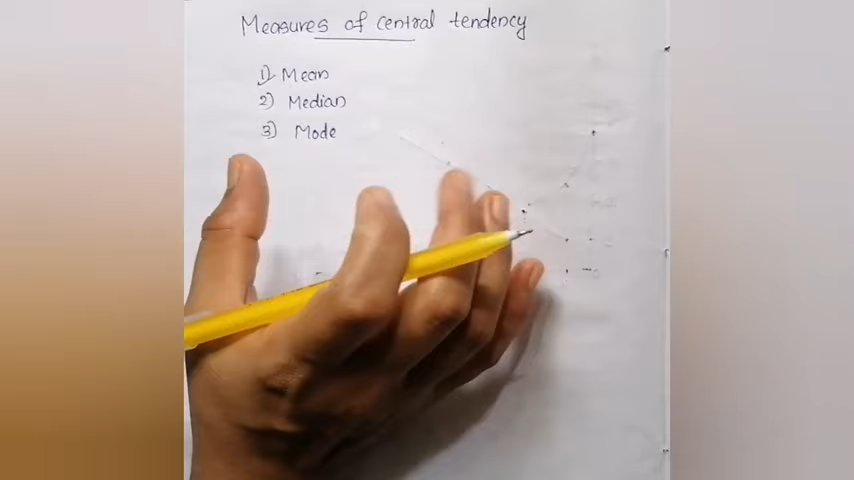 Measures of central tendency
1) Mean
2) Median
3) Mode